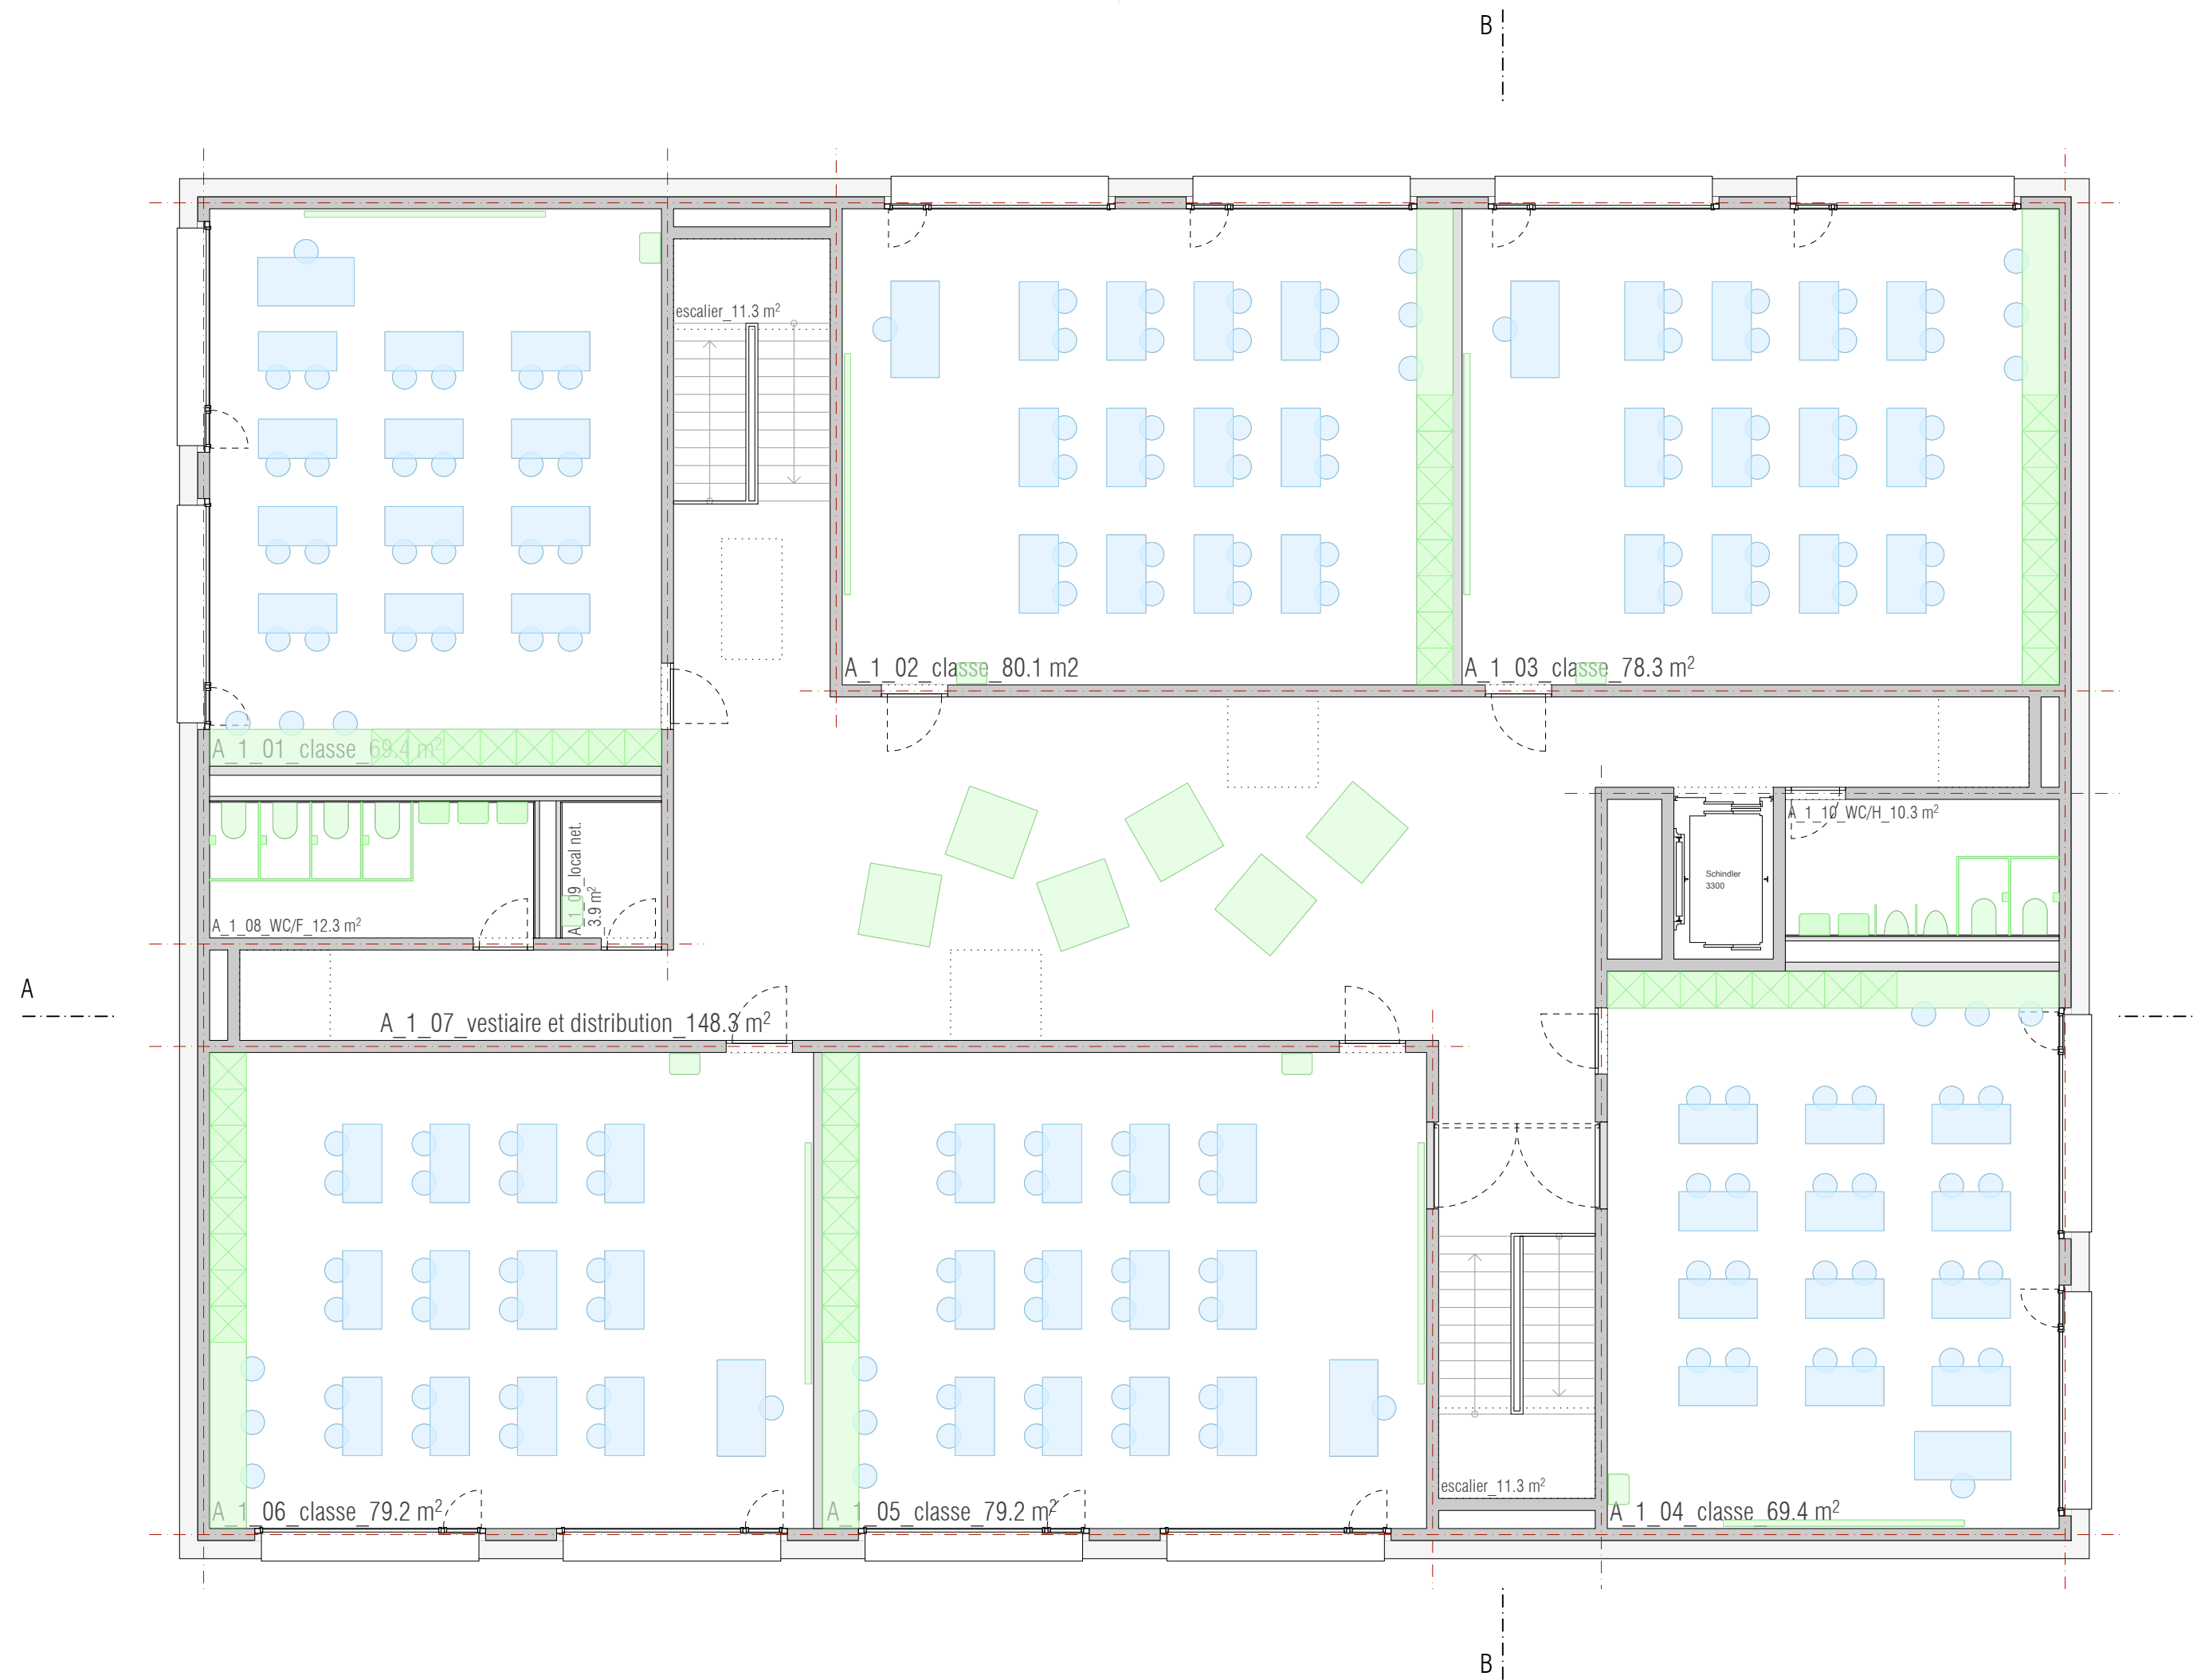 B
escalier_11.3 m²
A_1_02_classe_80.1 m2
A_1_03_classe_78.3 m²
A_1_01_classe_69.4 m²
A_1_10_WC/H_10.3 m²
Schindler
3300
A_1_09_local net.
3.9 m²
A_1_08_WC/F_12.3 m²
A
A_1_07_vestiaire et distribution_148.3 m²
escalier_11.3 m²
A_1_06_classe_79.2 m²
A_1_05_classe_79.2 m²
A_1_04_classe_69.4 m²
B